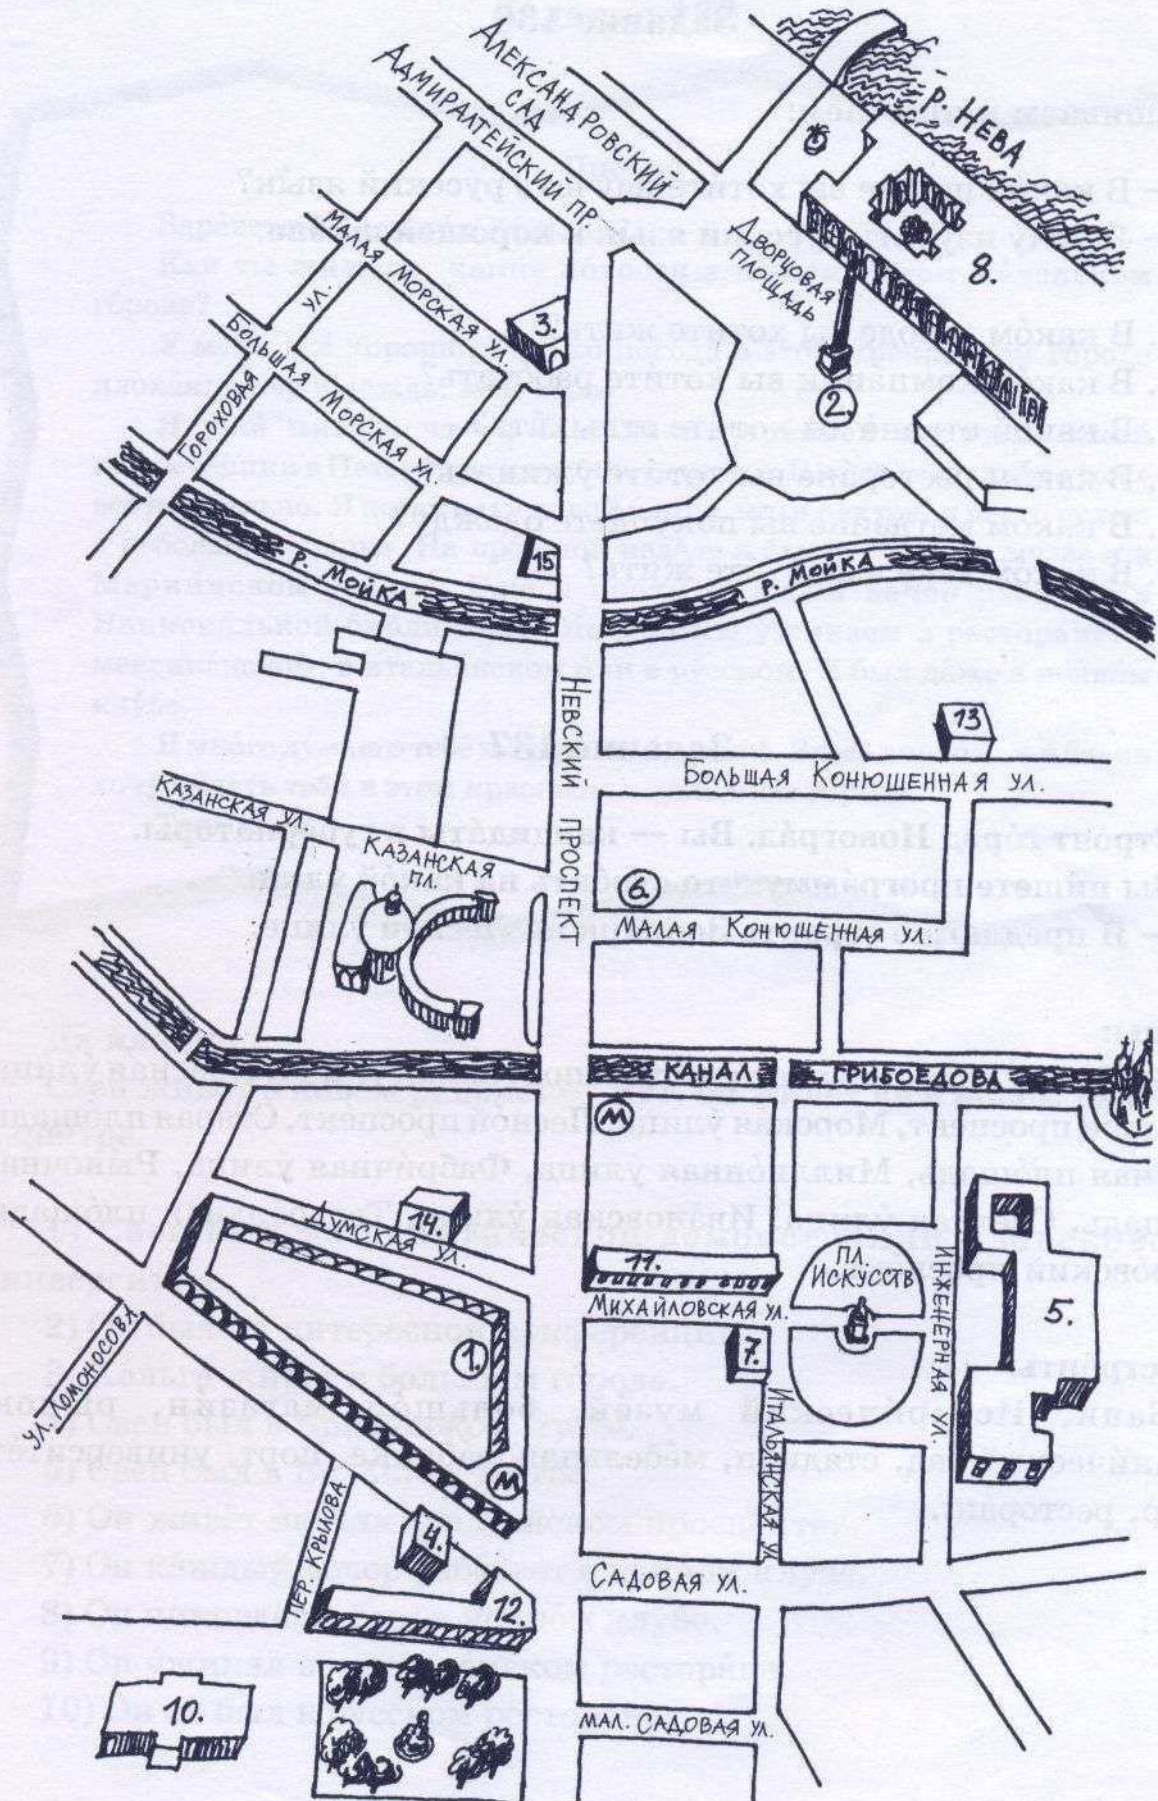 АЛЕКСАНДРОВСКИЙ
САД
АДМИРАЛТЕЙСКИЙ ПР.
р. НЕВА
МАЛАЯ МОРСКАЯ УЛ.
ДВОРЦОВАЯ
ПЛОЩАДЬ
8.
3.
2.
БОЛЬШАЯ МОРСКАЯ УЛ.
ГОРОХОВАЯ УЛ.
15
р. МОЙКА
р. МОЙКА
НЕВСКИЙ ПРОСПЕКТ
13
БОЛЬШАЯ КОНЮШЕННАЯ УЛ.
КАЗАНСКАЯ УЛ.
КАЗАНСКАЯ
ПЛ.
6.
МАЛАЯ КОНЮШЕННАЯ УЛ.
КАНАЛ ГРИБОЕДОВА
М
14.
ДУМСКАЯ УЛ.
11.
ПЛ.
ИСКУССТВ
МИХАЙЛОВСКАЯ УЛ.
ИНЖЕНЕРНАЯ УЛ.
5.
1.
7.
УЛ. ЛОМОНОСОВА
ИТАЛЬЯНСКАЯ УЛ.
М
ПЕР. КРЫЛОВА
4.
САДОВАЯ УЛ.
12.
10.
МАЛ. САДОВАЯ УЛ.